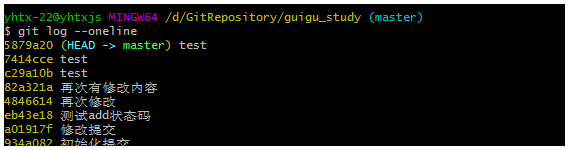 yhtx-22@yhtxjs MINGW64 /d/GitRepository/guigu_study (master)
$ git log --oneline
5879a20 (HEAD -> master) test
7414cce test
c29a10b test
82a321a 再次有修改内容
4846614 再次修改
eb43e18 测试add状态码
a01917f 修改提交
934a082 初始化提交